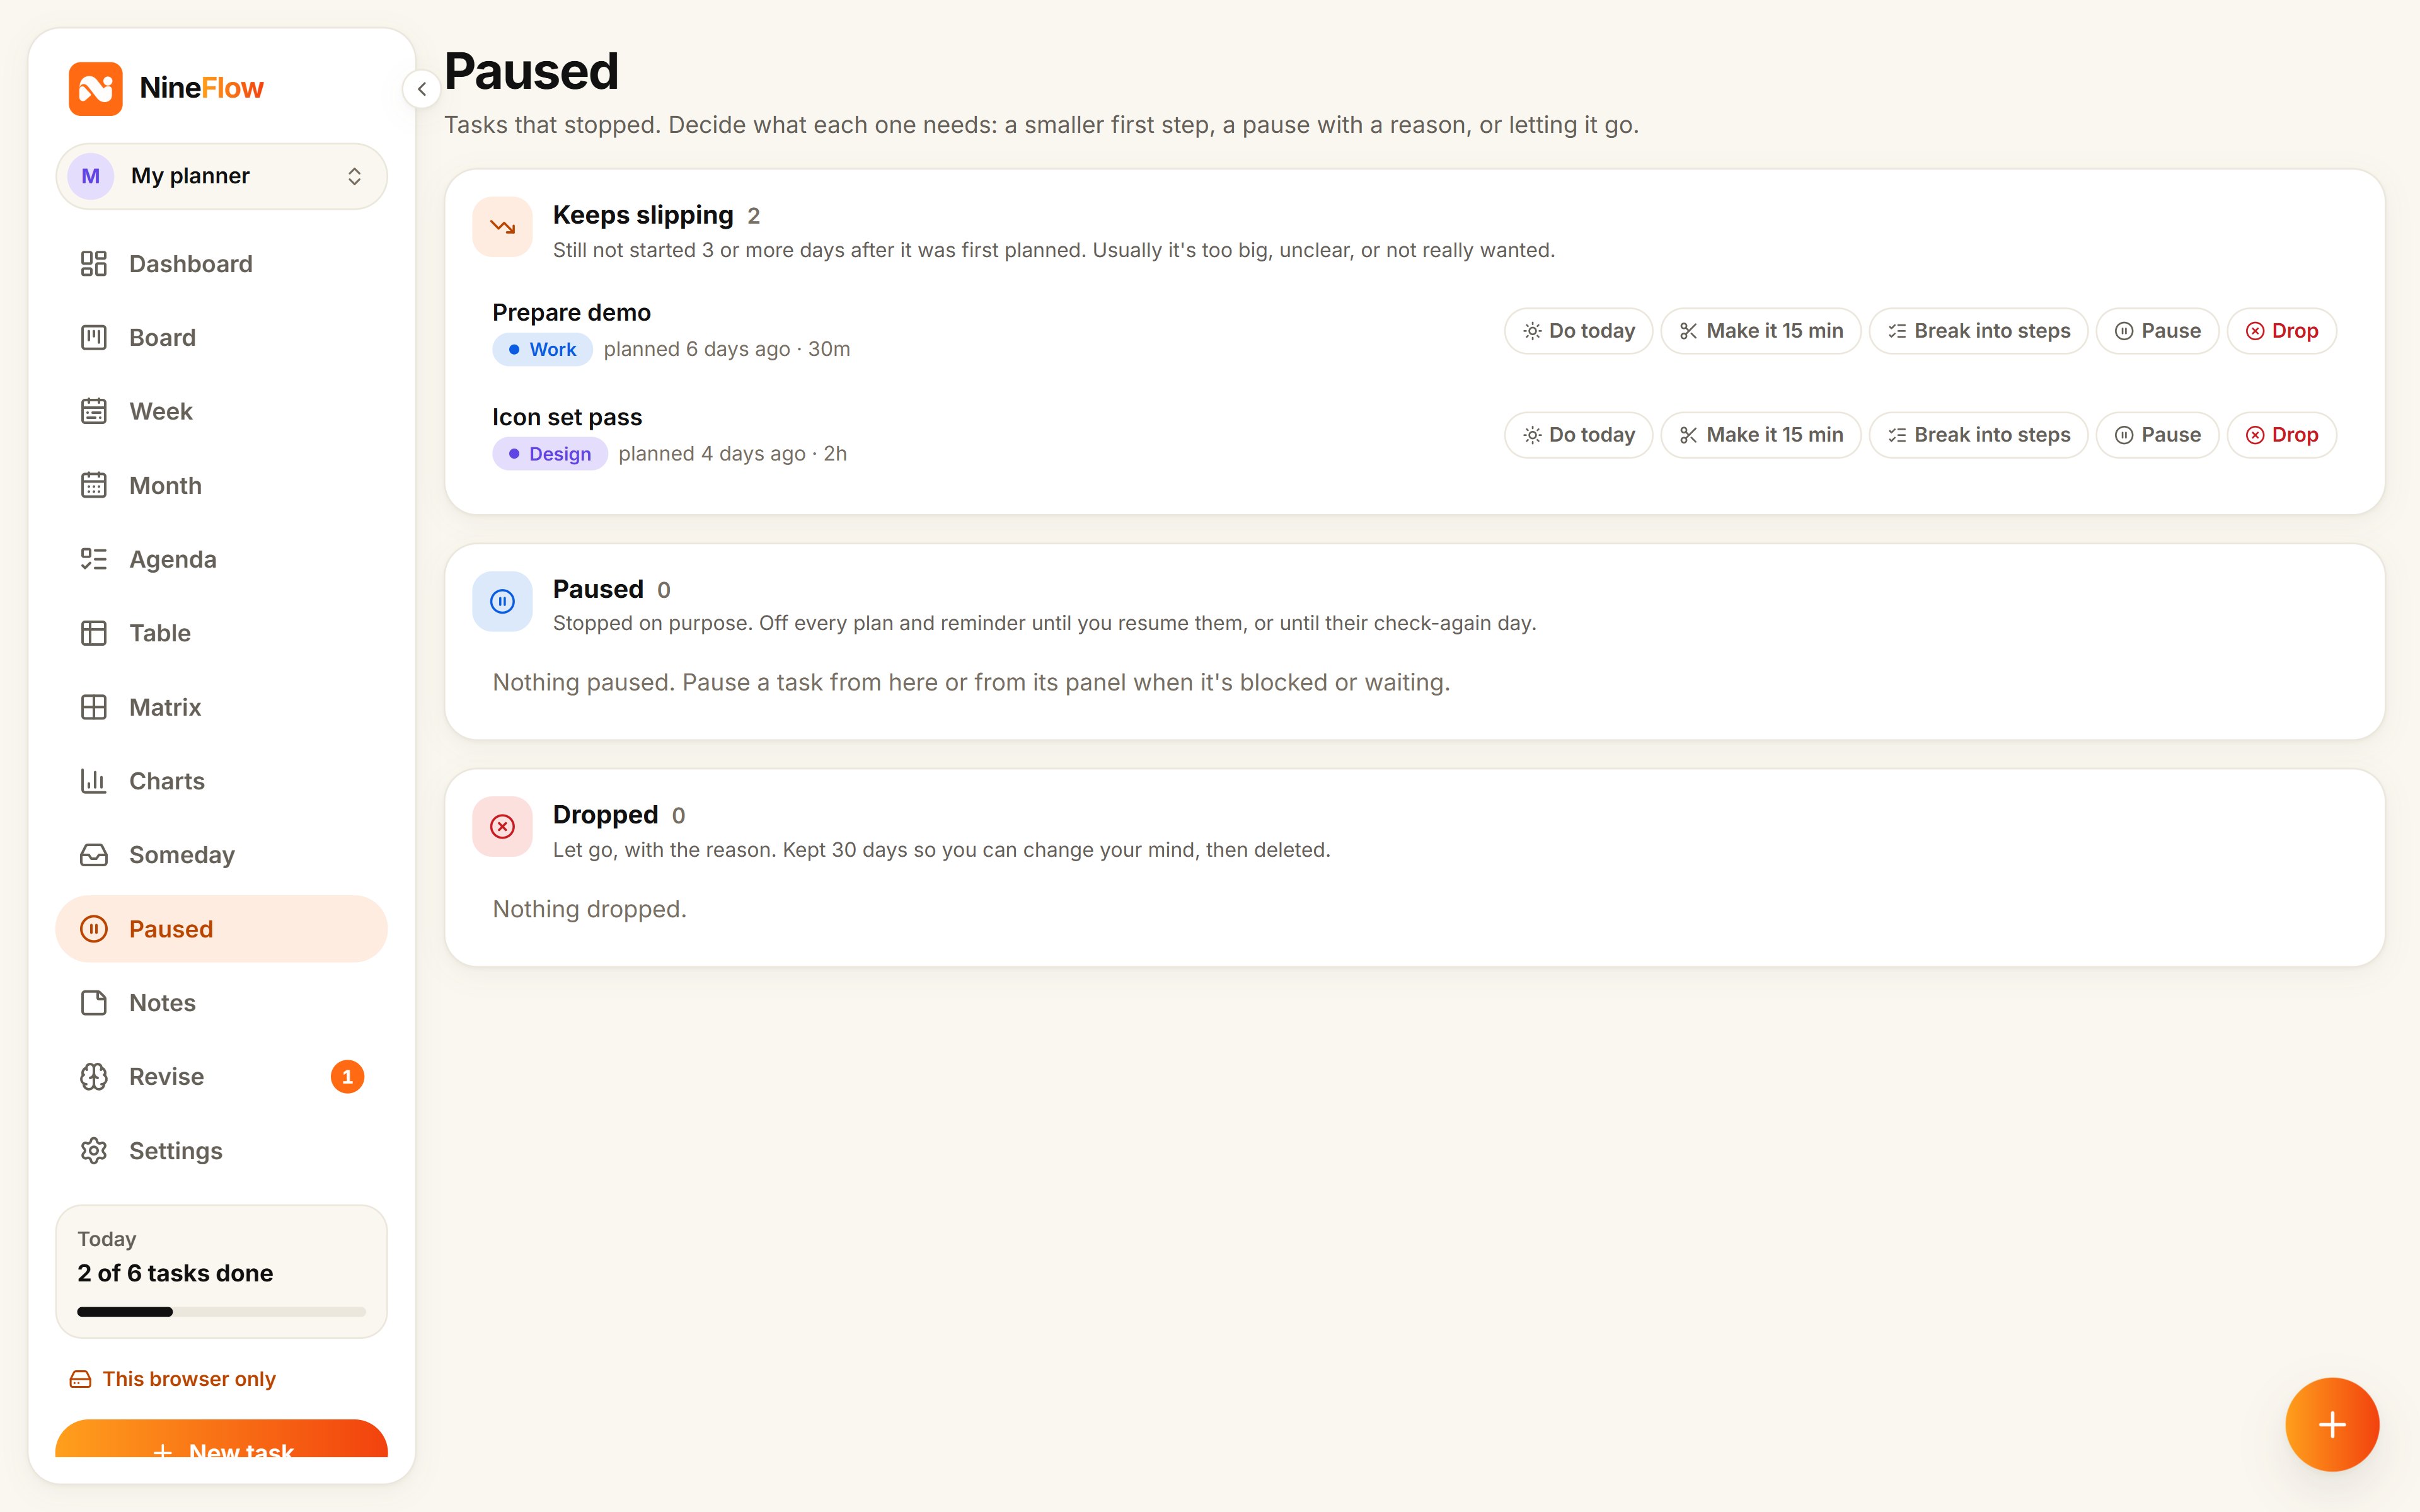 NineFlow
M My planner
Dashboard
Board
Week
Month
Agenda
Table
Matrix
Charts
Someday
Paused
Notes
Revise 1
Settings
Today
2 of 6 tasks done
This browser only
New task
Paused
Tasks that stopped. Decide what each one needs: a smaller first step, a pause with a reason, or letting it go.
Keeps slipping 2
Still not started 3 or more days after it was first planned. Usually it's too big, unclear, or not really wanted.
Prepare demo
Work planned 6 days ago · 30m
Do today Make it 15 min Break into steps Pause Drop
Icon set pass
Design planned 4 days ago · 2h
Do today Make it 15 min Break into steps Pause Drop
Paused 0
Stopped on purpose. Off every plan and reminder until you resume them, or until their check-again day.
Nothing paused. Pause a task from here or from its panel when it's blocked or waiting.
Dropped 0
Let go, with the reason. Kept 30 days so you can change your mind, then deleted.
Nothing dropped.